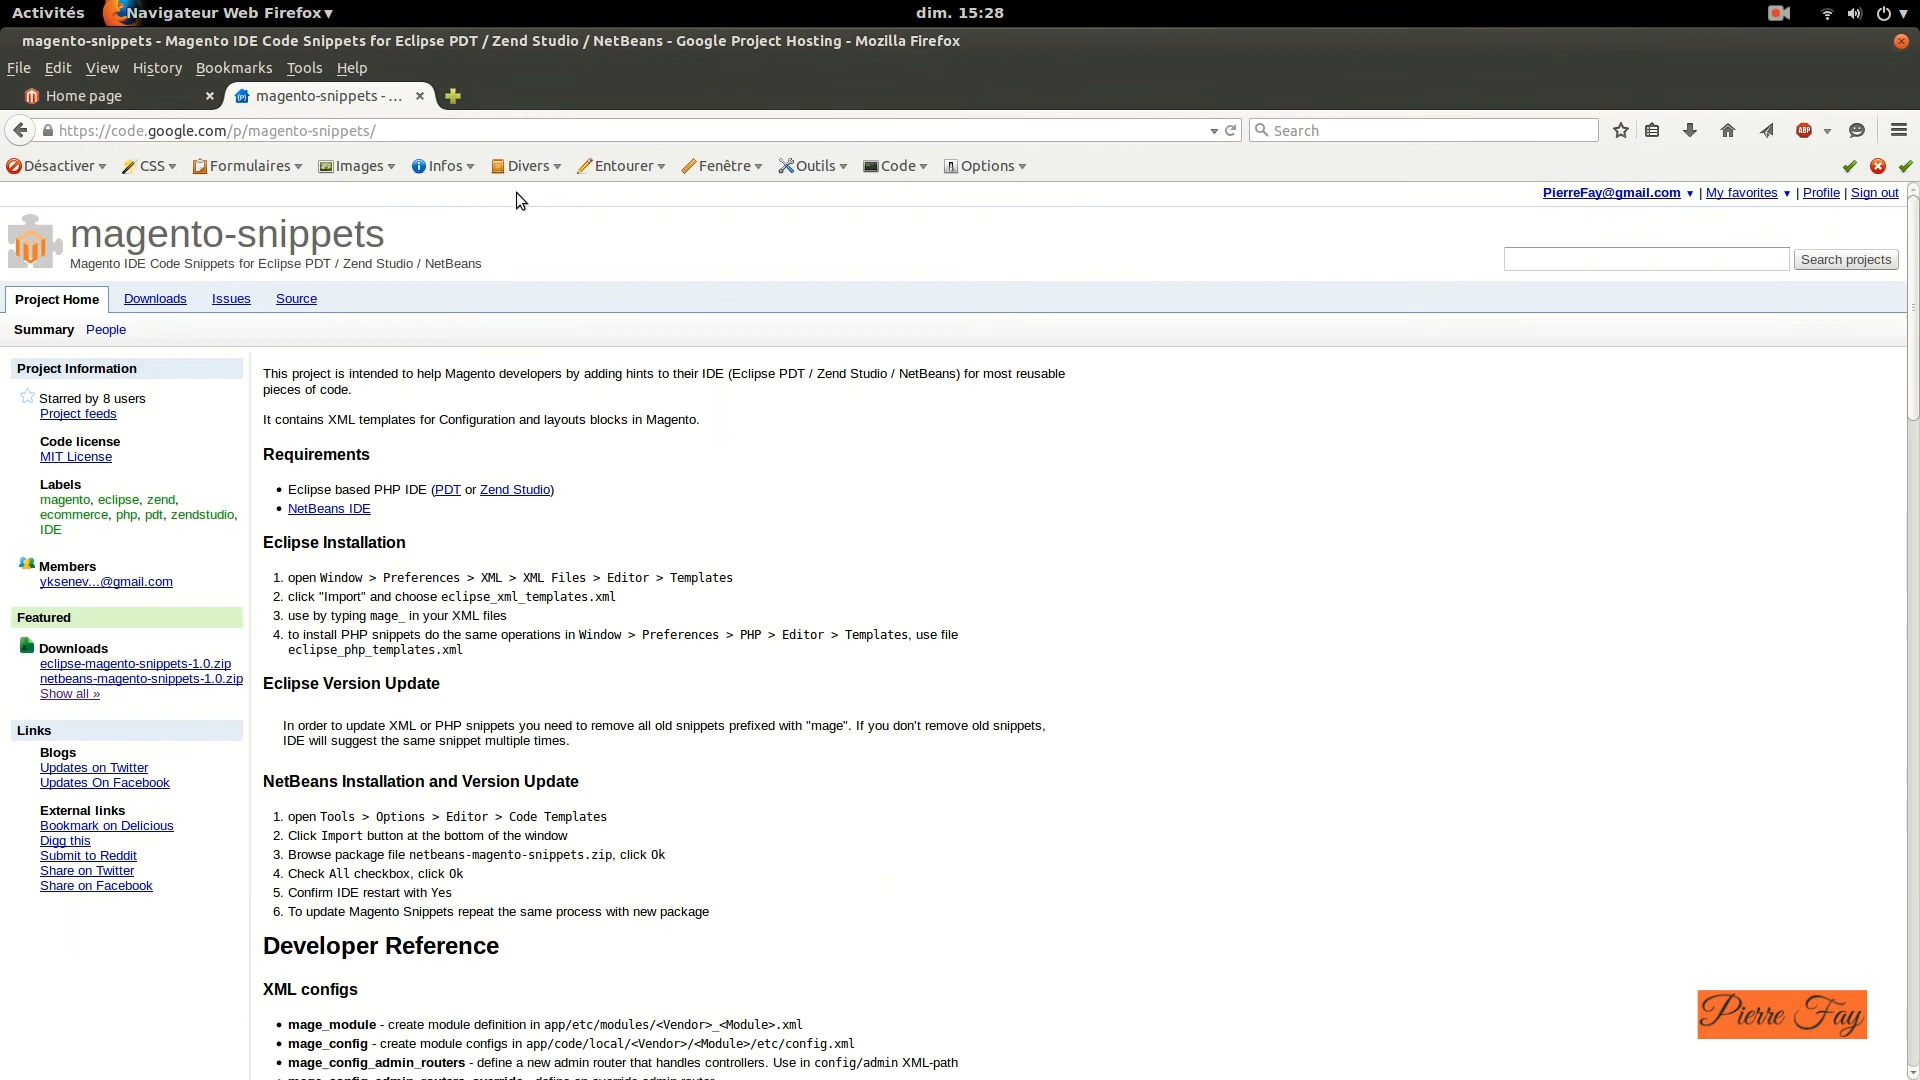 Activités Navigateur Web Firefox ▾ dim. 15:28
magento-snippets - Magento IDE Code Snippets for Eclipse PDT / Zend Studio / NetBeans - Google Project Hosting - Mozilla Firefox
File Edit View History Bookmarks Tools Help
Home page magento-snippets - ...
https://code.google.com/p/magento-snippets/ Search ABP
Désactiver CSS Formulaires Images Infos Divers Entourer Fenêtre Outils Code Options
PierreFay@gmail.com ▼ | My favorites ▼ | Profile | Sign out
magento-snippets
Magento IDE Code Snippets for Eclipse PDT / Zend Studio / NetBeans
Search projects
Project Home Downloads Issues Source
Summary People
Project Information
Starred by 8 users
Project feeds
Code license
MIT License
Labels
magento, eclipse, zend,
ecommerce, php, pdt, zendstudio,
IDE
Members
yksenev...@gmail.com
Featured
Downloads
eclipse-magento-snippets-1.0.zip
netbeans-magento-snippets-1.0.zip
Show all »
Links
Blogs
Updates on Twitter
Updates On Facebook
External links
Bookmark on Delicious
Digg this
Submit to Reddit
Share on Twitter
Share on Facebook
This project is intended to help Magento developers by adding hints to their IDE (Eclipse PDT / Zend Studio / NetBeans) for most reusable
pieces of code.
It contains XML templates for Configuration and layouts blocks in Magento.
Requirements
• Eclipse based PHP IDE (PDT or Zend Studio)
• NetBeans IDE
Eclipse Installation
1. open Window > Preferences > XML > XML Files > Editor > Templates
2. click "Import" and choose eclipse_xml_templates.xml
3. use by typing mage_ in your XML files
4. to install PHP snippets do the same operations in Window > Preferences > PHP > Editor > Templates, use file
eclipse_php_templates.xml
Eclipse Version Update
In order to update XML or PHP snippets you need to remove all old snippets prefixed with "mage". If you don't remove old snippets,
IDE will suggest the same snippet multiple times.
NetBeans Installation and Version Update
1. open Tools > Options > Editor > Code Templates
2. Click Import button at the bottom of the window
3. Browse package file netbeans-magento-snippets.zip, click Ok
4. Check All checkbox, click Ok
5. Confirm IDE restart with Yes
6. To update Magento Snippets repeat the same process with new package
Developer Reference
XML configs
• mage_module - create module definition in app/etc/modules/<Vendor>_<Module>.xml
• mage_config - create module configs in app/code/local/<Vendor>/<Module>/etc/config.xml
• mage_config_admin_routers - define a new admin router that handles controllers. Use in config/admin XML-path
Pierre Fay